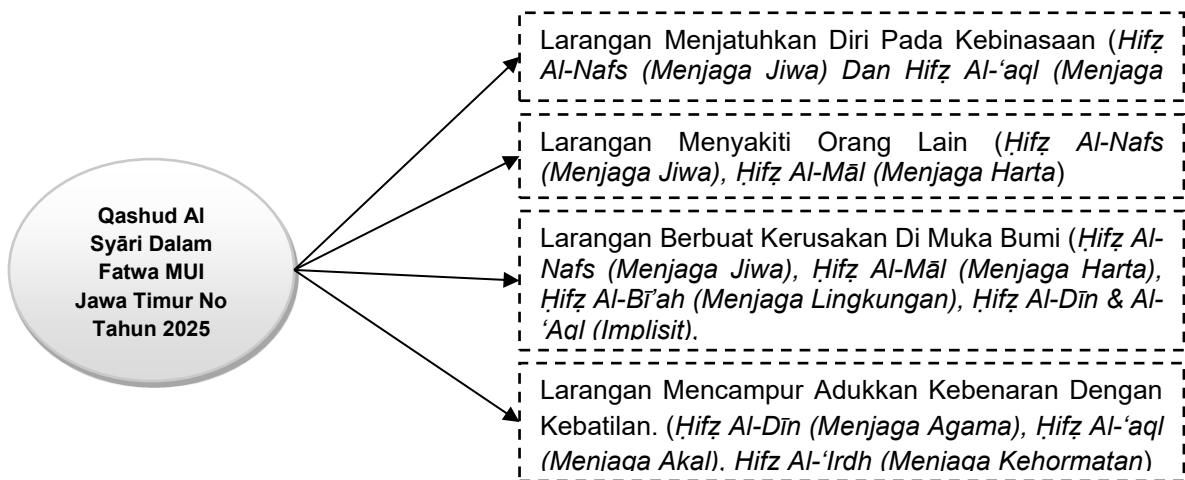 Qashud Al
Syāri Dalam
Fatwa MUI
Jawa Timur No
Tahun 2025
Larangan Menjatuhkan Diri Pada Kebinasaan (Ḥifẓ
Al-Nafs (Menjaga Jiwa) Dan Ḥifẓ Al-‘aql (Menjaga
Larangan Menyakiti Orang Lain (Ḥifẓ Al-Nafs
(Menjaga Jiwa), Ḥifẓ Al-Māl (Menjaga Harta)
Larangan Berbuat Kerusakan Di Muka Bumi (Ḥifẓ Al-
Nafs (Menjaga Jiwa), Ḥifẓ Al-Māl (Menjaga Harta),
Ḥifẓ Al-Bī’ah (Menjaga Lingkungan), Ḥifẓ Al-Dīn & Al-
‘Aql (Implisit).
Larangan Mencampur Adukkan Kebenaran Dengan
Kebatilan. (Ḥifẓ Al-Dīn (Menjaga Agama), Ḥifẓ Al-‘aql
(Menjaga Akal), Ḥifẓ Al-‘Irdh (Menjaga Kehormatan)